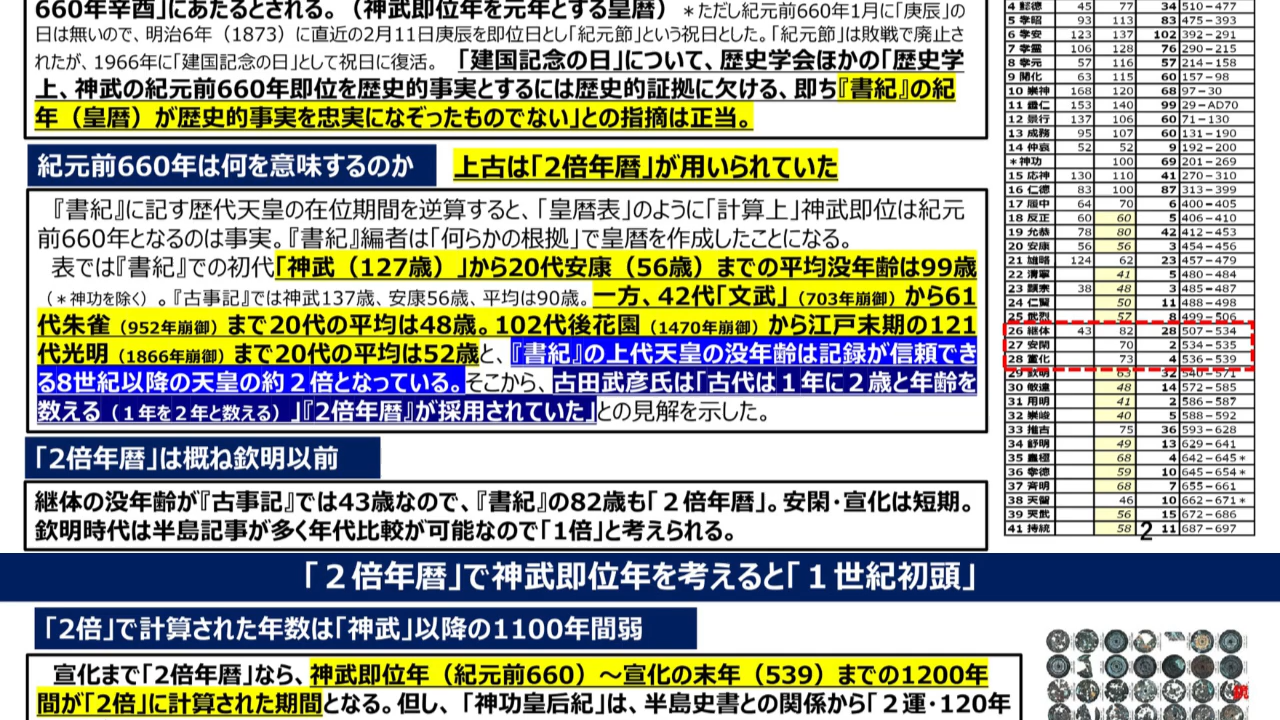 660年辛酉」にあたるとされる。（神武即位年を元年とする皇暦）＊ただし紀元前660年1月に「庚辰」の
日は無いので、明治6年（1873）に直近の2月11日庚辰を即位日とし「紀元節」という祝日とした。「紀元節」は敗戦で廃止さ
れたが、1966年に「建国記念の日」として祝日に復活。 「建国記念の日」について、歴史学会ほかの「歴史学
上、神武の紀元前660年即位を歴史的事実とするには歴史的証拠に欠ける、即ち『書紀』の紀
年（皇暦）が歴史的事実を忠実になぞったものでない」との指摘は正当。
紀元前660年は何を意味するのか
上古は「2倍年暦」が用いられていた
『書紀』に記す歴代天皇の在位期間を逆算すると、「皇暦表」のように「計算上」神武即位は紀元
前660年となるのは事実。『書紀』編者は「何らかの根拠」で皇暦を作成したことになる。
表では『書紀』での初代「神武（127歳）」から20代安康（56歳）までの平均没年齢は99歳
（＊神功を除く）。『古事記』では神武137歳、安康56歳、平均は90歳。一方、42代「文武」（703年崩御）から61
代朱雀（952年崩御）まで20代の平均は48歳。102代後花園（1470年崩御）から江戸末期の121
代光明（1866年崩御）まで20代の平均は52歳と、『書紀』の上代天皇の没年齢は記録が信頼でき
る8世紀以降の天皇の約２倍となっている。そこから、古田武彦氏は「古代は１年に２歳と年齢を
数える（１年を２年と数える）」『２倍年暦』が採用されていた」との見解を示した。
「2倍年暦」は概ね欽明以前
継体の没年齢が『古事記』では43歳なので、『書紀』の82歳も「２倍年暦」。安閑・宣化は短期。
欽明時代は半島記事が多く年代比較が可能なので「1倍」と考えられる。
4 懿徳 45 77 34 510－477
5 孝昭 93 113 83 475－393
6 孝安 123 137 102 392－291
7 孝霊 106 128 76 290－215
8 孝元 57 116 57 214－158
9 開化 63 115 60 157－98
10 崇神 168 120 68 97－30
11 垂仁 153 140 99 29－AD70
12 景行 137 106 60 71－130
13 成務 95 107 60 131－190
14 仲哀 52 52 9 192－200
＊神功 100 69 201－269
15 応神 130 110 41 270－310
16 仁徳 83 100 87 313－399
17 履中 64 70 6 400－405
18 反正 60 5 406－410
19 允恭 78 80 42 412－453
20 安康 56 56 3 454－456
21 雄略 124 62 23 457－479
22 清寧 41 5 480－484
23 顕宗 38 48 3 485－487
24 仁賢 50 11 488－498
25 武烈 57 8 499－506
26 継体 43 82 28 507－534
27 安閑 70 2 534－535
28 宣化 73 4 536－539
29 欽明 63 32 540－571
30 敏達 48 14 572－585
31 用明 41 2 586－587
32 崇峻 40 5 588－592
33 推古 75 36 593－628
34 舒明 49 13 629－641
35 皇極 68 4 642－645＊
36 孝徳 59 10 645－654＊
37 斉明 68 7 655－661
38 天智 46 10 662－671＊
39 天武 56 15 672－686
41 持統 58 11 687－697
2
「２倍年暦」で神武即位年を考えると「１世紀初頭」
「2倍」で計算された年数は「神武」以降の1100年間弱
宣化まで「2倍年暦」なら、神武即位年（紀元前660）～宣化の末年（539）までの1200年
間が「2倍」に計算された期間となる。但し、「神功皇后紀」は、半島史書との関係から「２運・120年